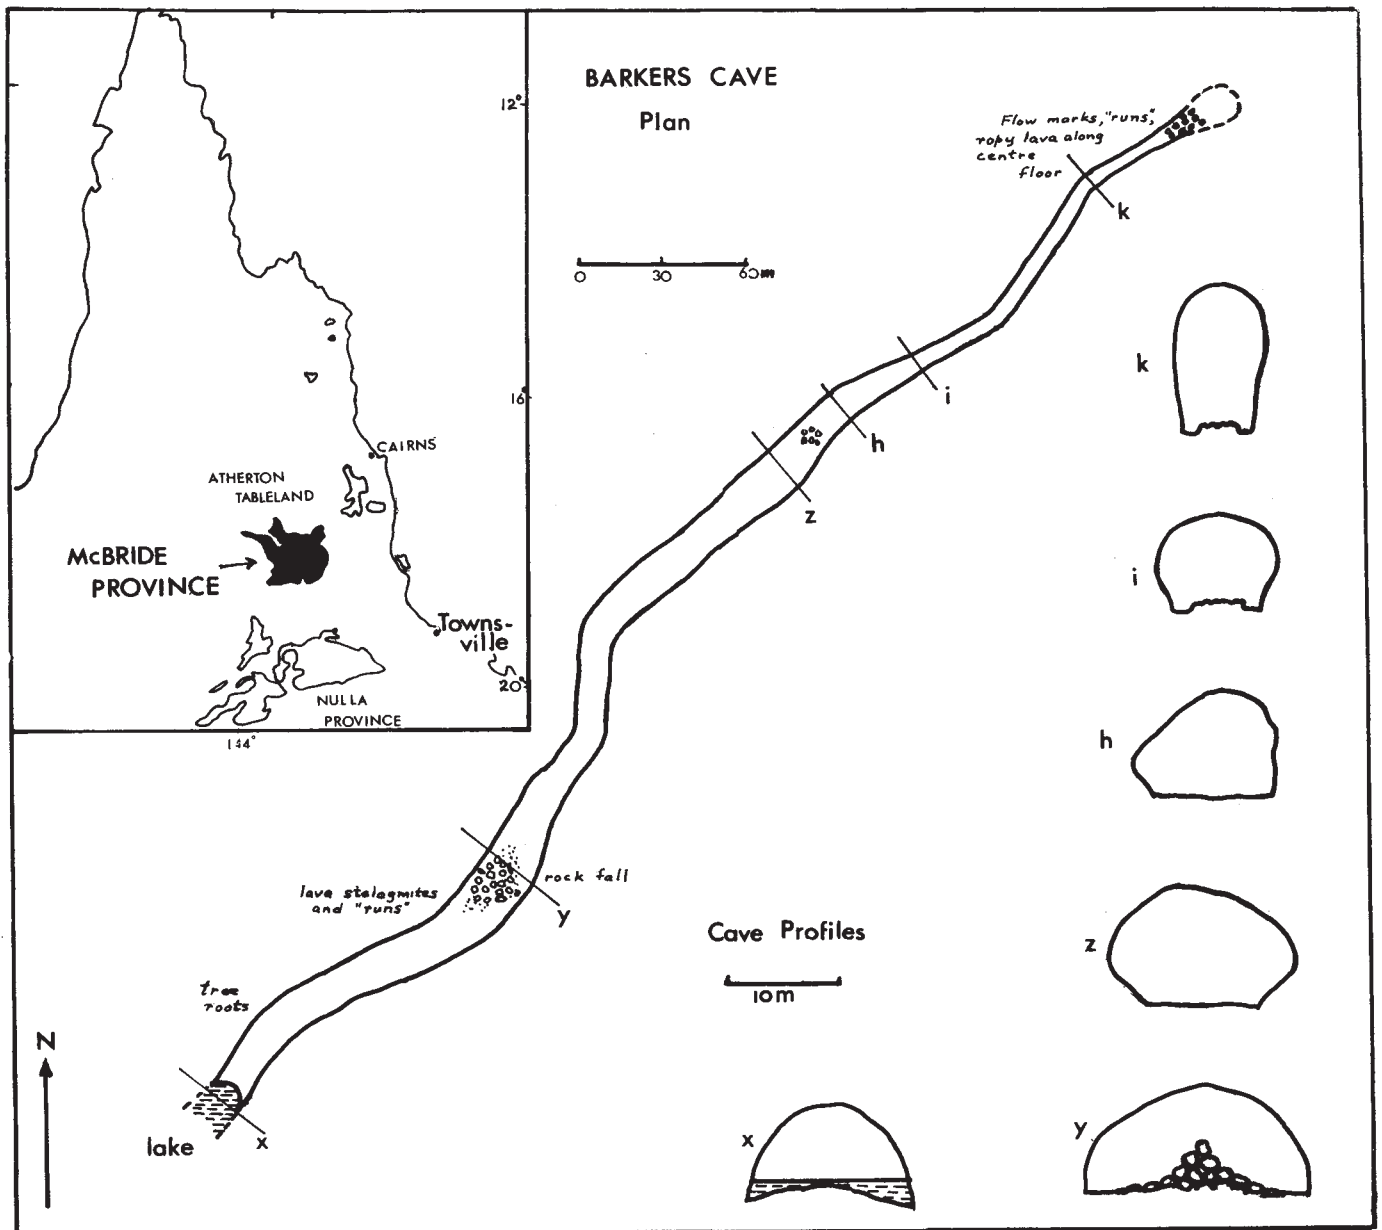 BARKERS CAVE
Plan
Flow marks, "runs",
ropy lava along
centre
floor
k
0 30 60m
i
h
z
12°
16°
CAIRNS
ATHERTON
TABLELAND
McBRIDE
PROVINCE
Towns-
ville
20°
NULLA
PROVINCE
144°
rock fall
lava stalagmites
and "runs"
y
tree
roots
N
lake
x
Cave Profiles
10m
k
i
h
z
y
x